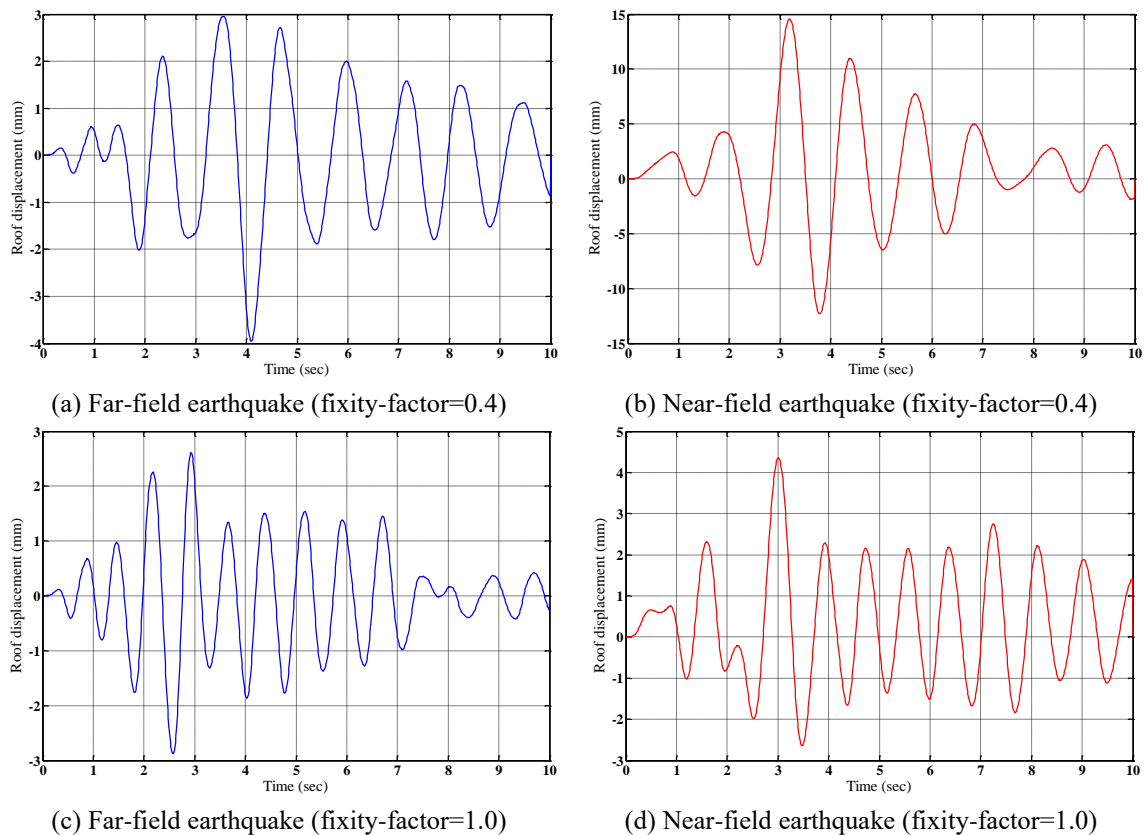 3
2
1
0
-1
-2
-3
-4
Roof displacement (mm)
0 1 2 3 4 5 6 7 8 9 10
Time (sec)
(a) Far-field earthquake (fixity-factor=0.4)
15
10
5
0
-5
-10
-15
Roof displacement (mm)
0 1 2 3 4 5 6 7 8 9 10
Time (sec)
(b) Near-field earthquake (fixity-factor=0.4)
3
2
1
0
-1
-2
-3
Roof displacement (mm)
0 1 2 3 4 5 6 7 8 9 10
Time (sec)
(c) Far-field earthquake (fixity-factor=1.0)
5
4
3
2
1
0
-1
-2
-3
Roof displacement (mm)
0 1 2 3 4 5 6 7 8 9 10
Time (sec)
(d) Near-field earthquake (fixity-factor=1.0)